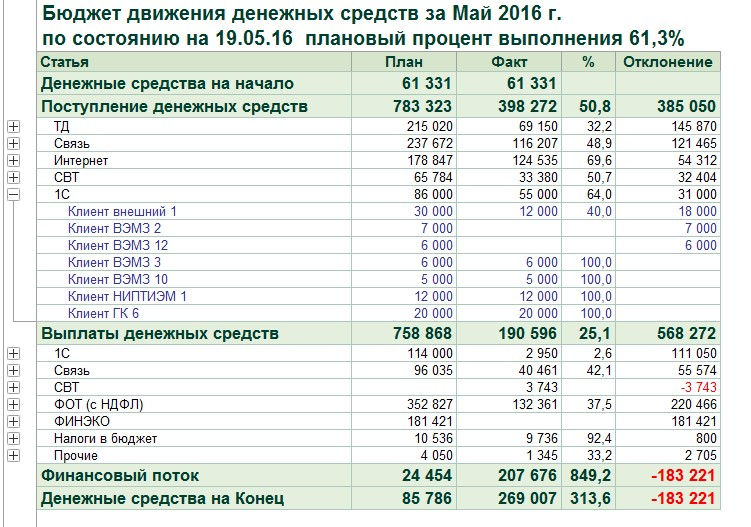 Бюджет движения денежных средств за Май 2016 г.
по состоянию на 19.05.16 плановый процент выполнения 61,3%
Статья План Факт % Отклонение
Денежные средства на начало 61 331 61 331
Поступление денежных средств 783 323 398 272 50,8 385 050
ТД 215 020 69 150 32,2 145 870
Связь 237 672 116 207 48,9 121 465
Интернет 178 847 124 535 69,6 54 312
СВТ 65 784 33 380 50,7 32 404
1С 86 000 55 000 64,0 31 000
Клиент внешний 1 30 000 12 000 40,0 18 000
Клиент ВЭМЗ 2 7 000 7 000
Клиент ВЭМЗ 12 6 000 6 000
Клиент ВЭМЗ 3 6 000 6 000 100,0
Клиент ВЭМЗ 10 5 000 5 000 100,0
Клиент НИПТИЭМ 1 12 000 12 000 100,0
Клиент ГК 6 20 000 20 000 100,0
Выплаты денежных средств 758 868 190 596 25,1 568 272
1С 114 000 2 950 2,6 111 050
Связь 96 035 40 461 42,1 55 574
СВТ 3 743 -3 743
ФОТ (с НДФЛ) 352 827 132 361 37,5 220 466
ФИНЭКО 181 421 181 421
Налоги в бюджет 10 536 9 736 92,4 800
Прочие 4 050 1 345 33,2 2 705
Финансовый поток 24 454 207 676 849,2 -183 221
Денежные средства на Конец 85 786 269 007 313,6 -183 221